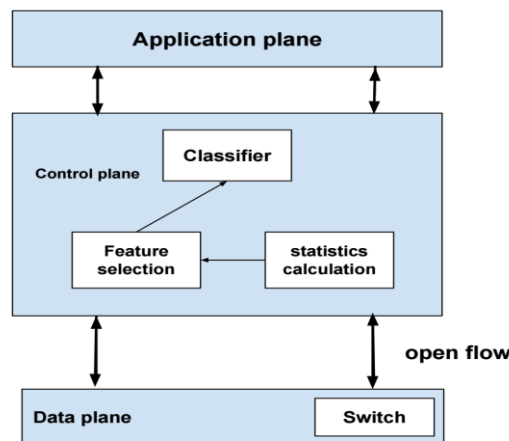 Application plane
Classifier
Control plane
Feature
selection
statistics
calculation
open flow
Data plane
Switch